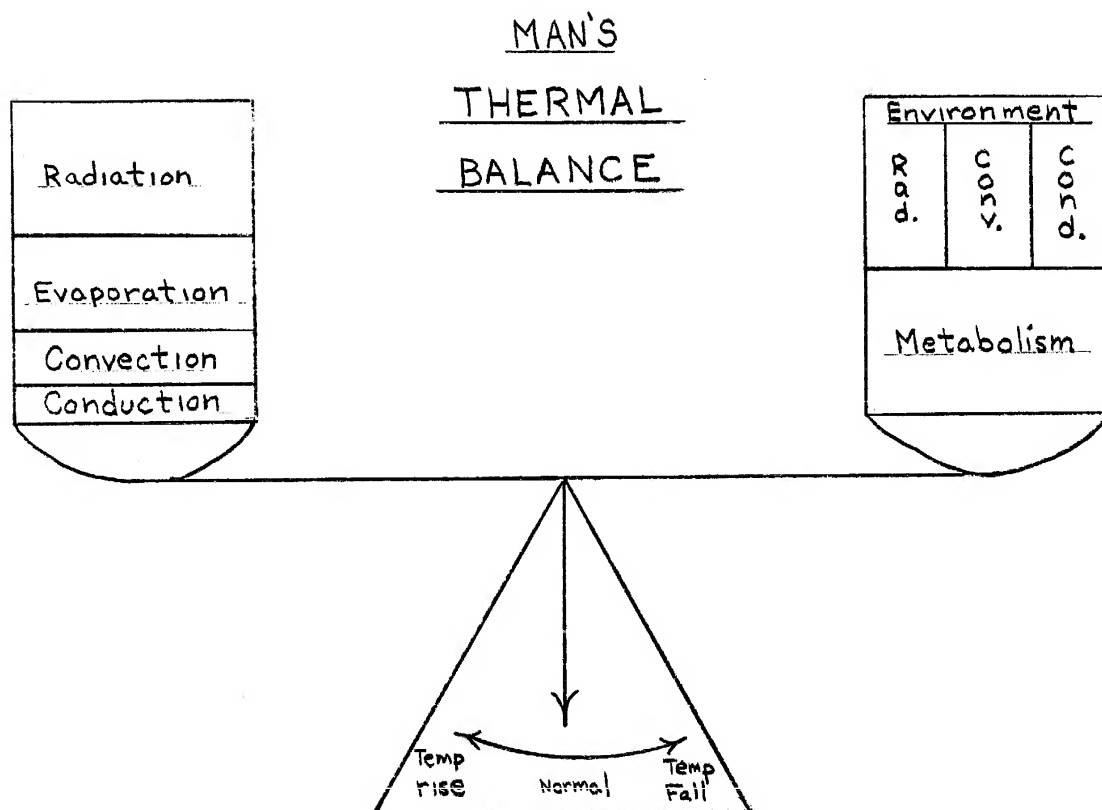 MAN'S
THERMAL
BALANCE
Radiation
Evaporation
Convection
Conduction
Environment
Rad.
Conv.
Cond.
Metabolism
Temp
rise
Normal
Temp
Fall